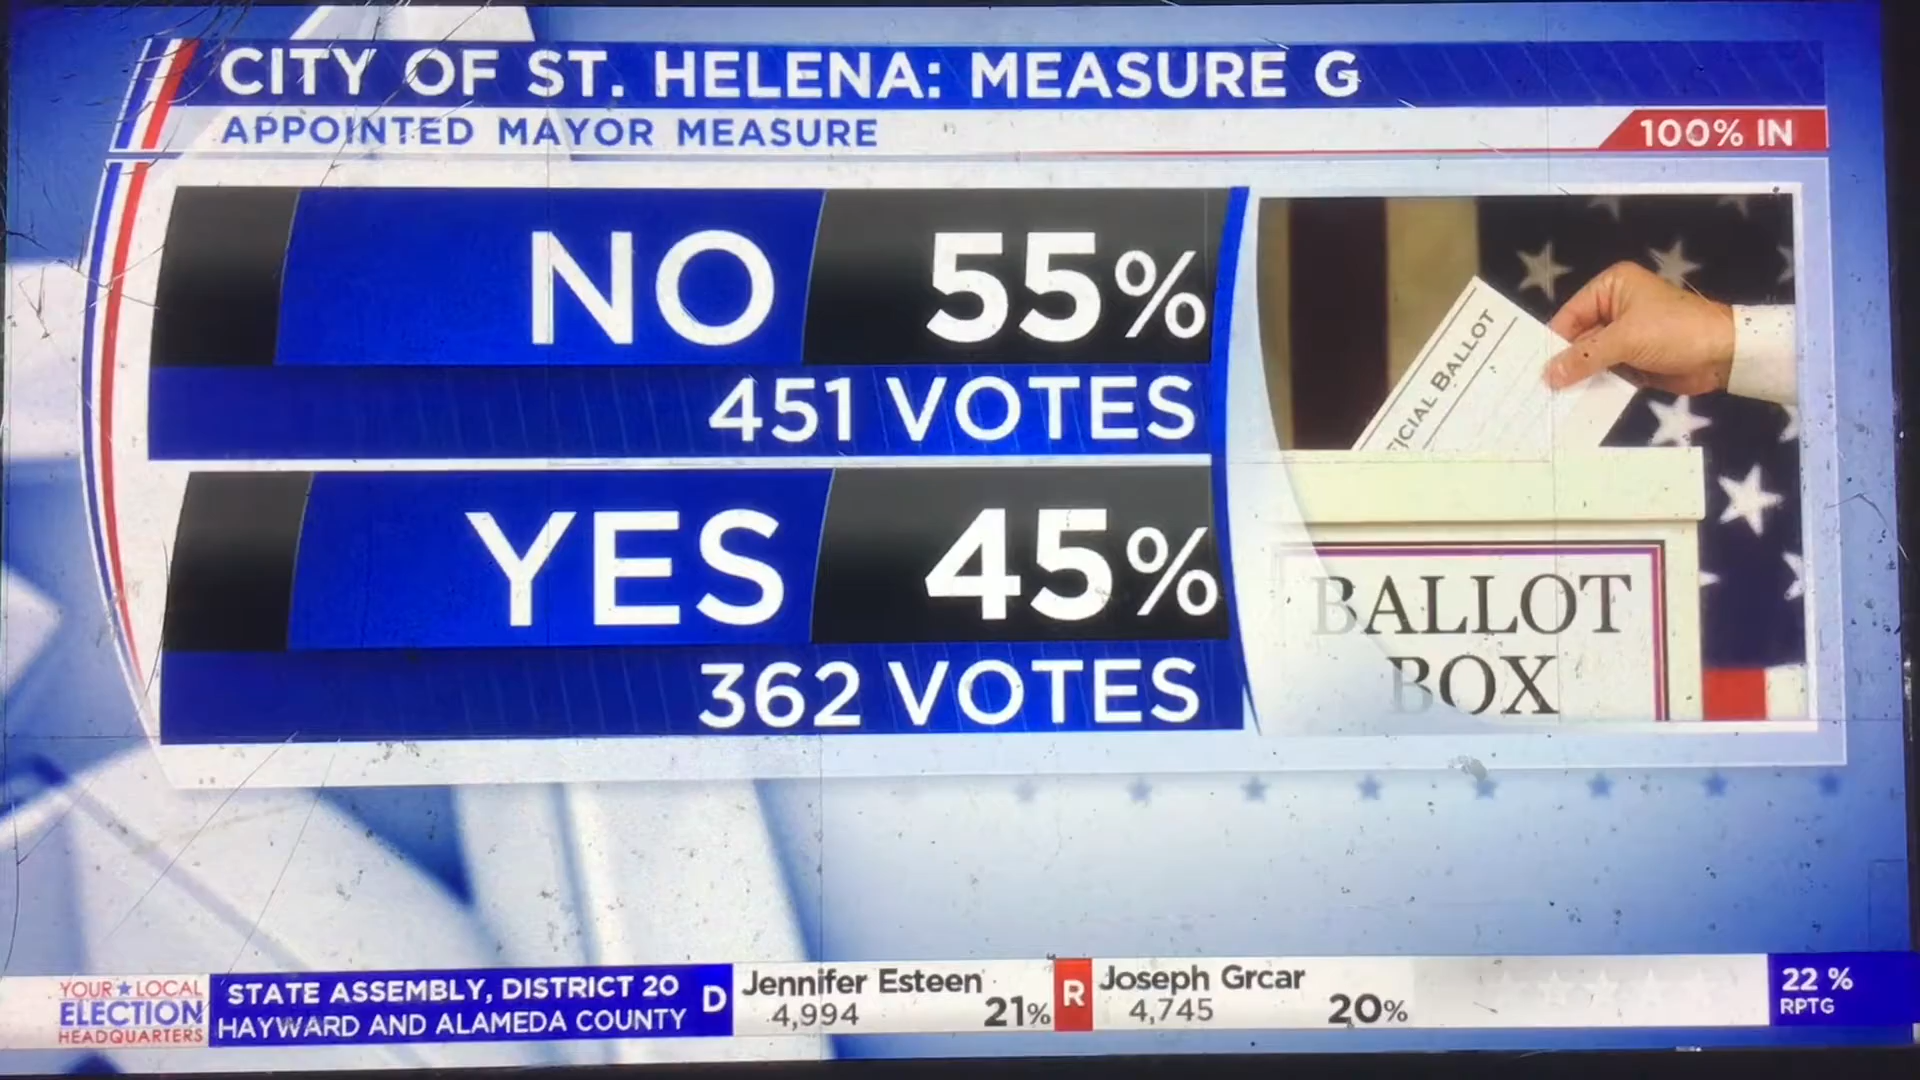 CITY OF ST. HELENA: MEASURE G
APPOINTED MAYOR MEASURE
100% IN
NO 55%
451 VOTES
YES 45%
362 VOTES
ICIAL BALLOT
BALLOT
BOX
YOUR LOCAL
ELECTION
HEADQUARTERS
STATE ASSEMBLY, DISTRICT 20
HAYWARD AND ALAMEDA COUNTY
D Jennifer Esteen
4,994 21%
R Joseph Grcar
4,745 20%
22 %
RPTG